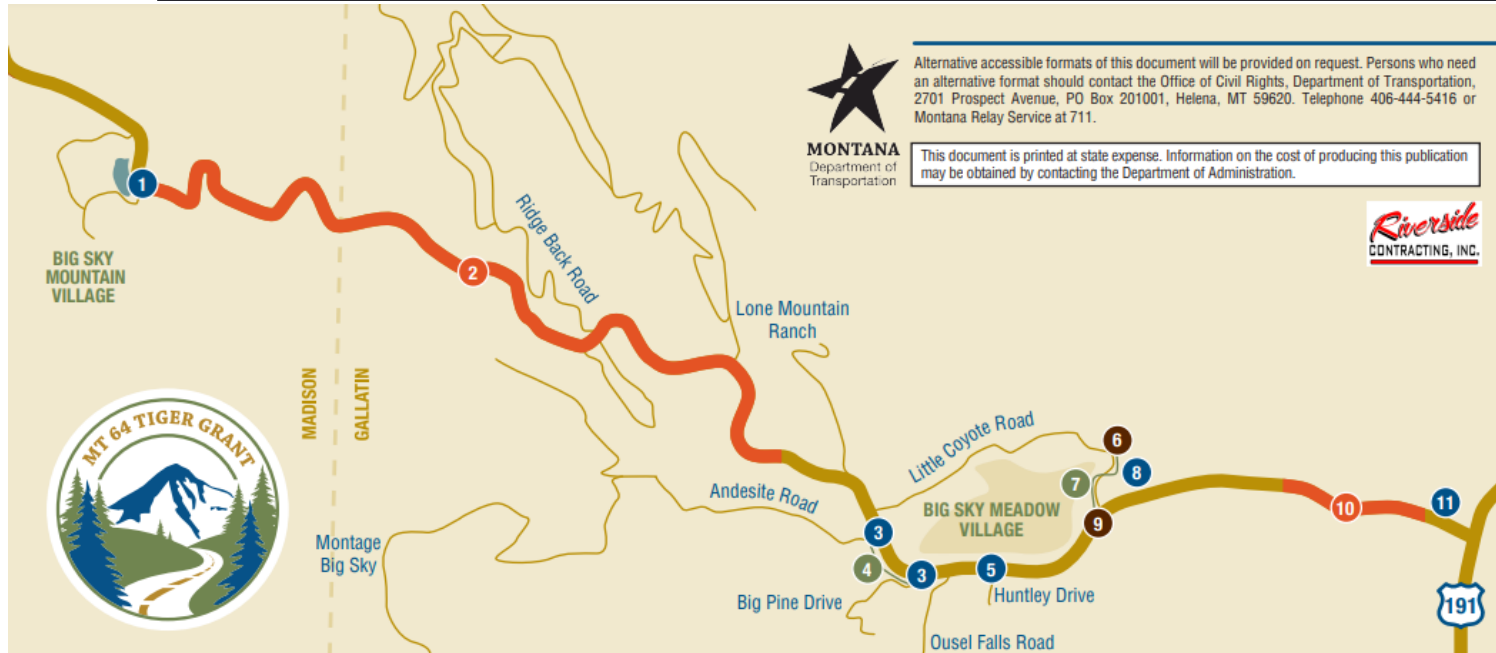 Alternative accessible formats of this document will be provided on request. Persons who need
an alternative format should contact the Office of Civil Rights, Department of Transportation,
2701 Prospect Avenue, PO Box 201001, Helena, MT 59620. Telephone 406-444-5416 or
Montana Relay Service at 711.
MONTANA
Department of
Transportation
This document is printed at state expense. Information on the cost of producing this publication
may be obtained by contacting the Department of Administration.
Riverside
CONTRACTING, INC.
1
BIG SKY
MOUNTAIN
VILLAGE
2
Ridge Back Road
Lone Mountain
Ranch
MADISON
GALLATIN
MT 64 TIGER GRANT
Little Coyote Road
6
8
7
Andesite Road
BIG SKY MEADOW
VILLAGE
9
10
11
3
Montage
Big Sky
4
3
5
Big Pine Drive
Huntley Drive
191
Ousel Falls Road